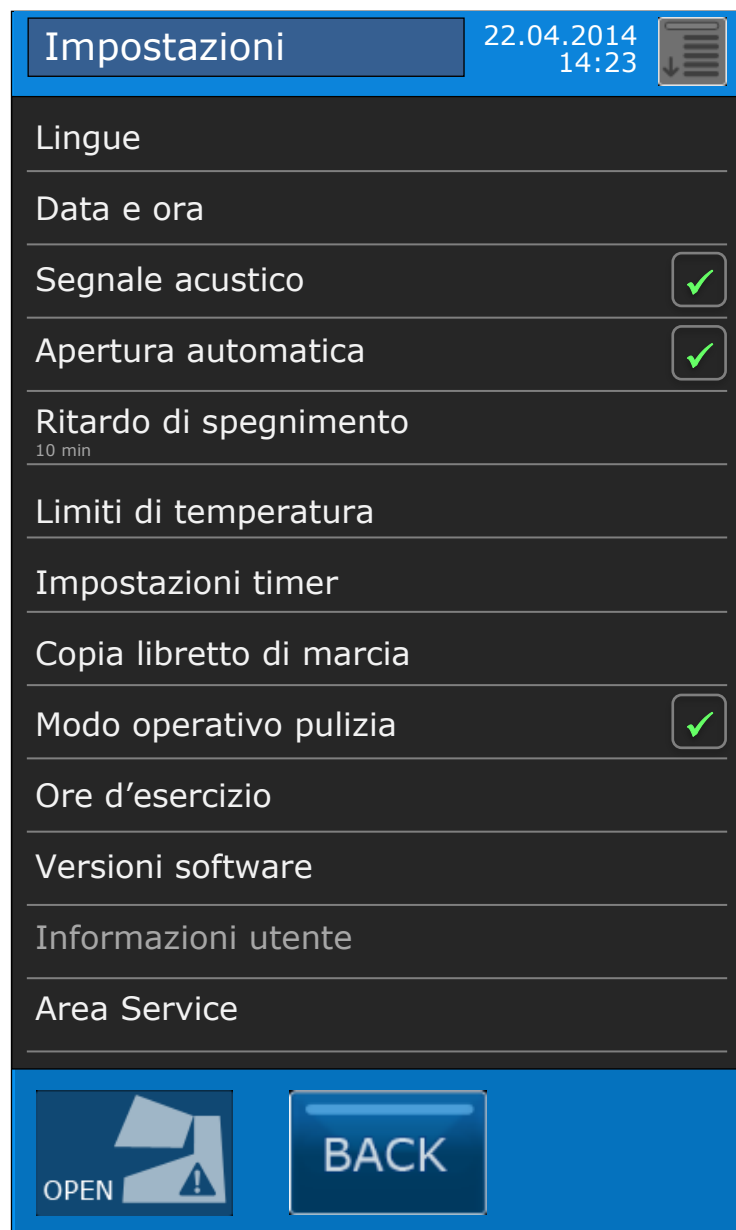 Impostazioni
22.04.2014
14:23
Lingue
Data e ora
Segnale acustico
Apertura automatica
Ritardo di spegnimento
10 min
Limiti di temperatura
Impostazioni timer
Copia libretto di marcia
Modo operativo pulizia
Ore d’esercizio
Versioni software
Informazioni utente
Area Service
OPEN
BACK